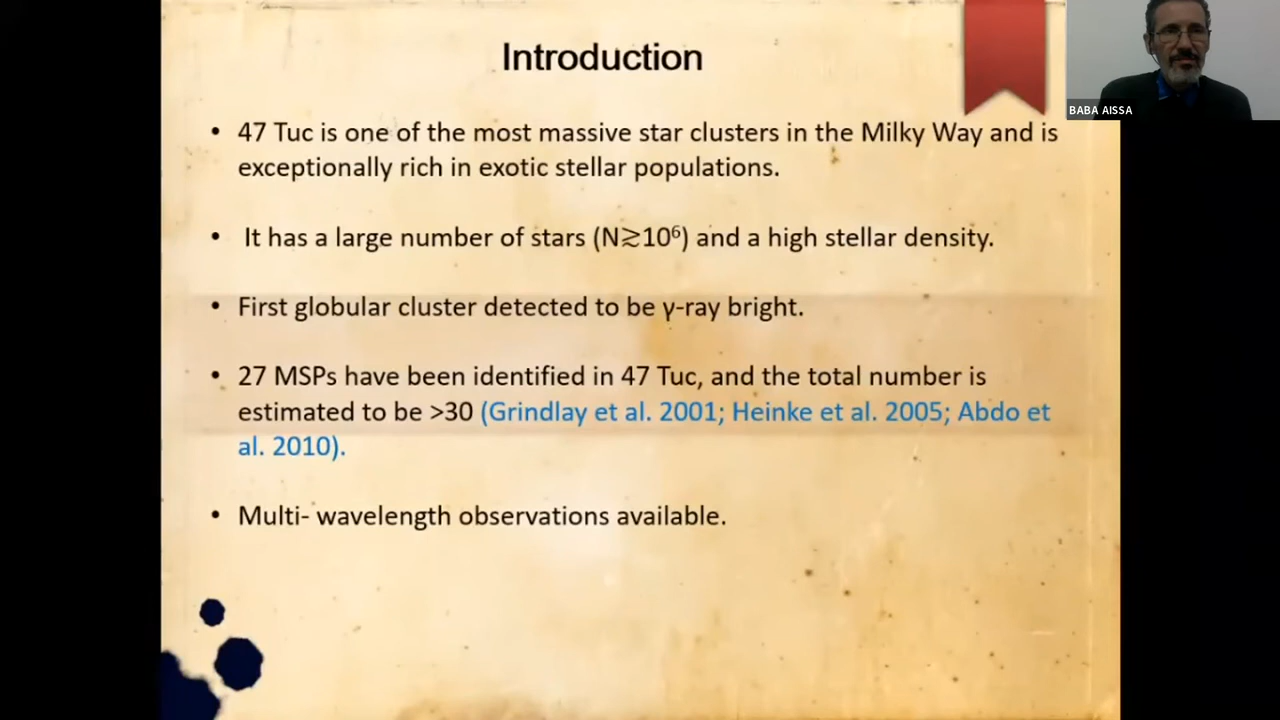 Introduction
BABA AISSA
• 47 Tuc is one of the most massive star clusters in the Milky Way and is
exceptionally rich in exotic stellar populations.
• It has a large number of stars (N≳10⁶) and a high stellar density.
• First globular cluster detected to be γ-ray bright.
• 27 MSPs have been identified in 47 Tuc, and the total number is
estimated to be >30 (Grindlay et al. 2001; Heinke et al. 2005; Abdo et
al. 2010).
• Multi- wavelength observations available.